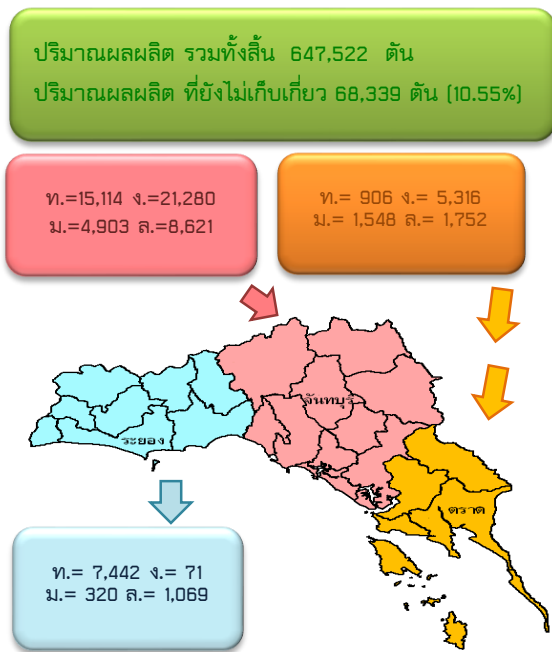 ปริมาณผลผลิต รวมทั้งสิ้น 647,522 ตัน
ปริมาณผลผลิต ที่ยังไม่เก็บเกี่ยว 68,339 ตัน (10.55%)
ท.=15,114 ง.=21,280
ม.=4,903 ล.=8,621
ท.= 906 ง.= 5,316
ม.= 1,548 ล.= 1,752
จันทบุรี
ระยอง
ตราด
ท.= 7,442 ง.= 71
ม.= 320 ล.= 1,069